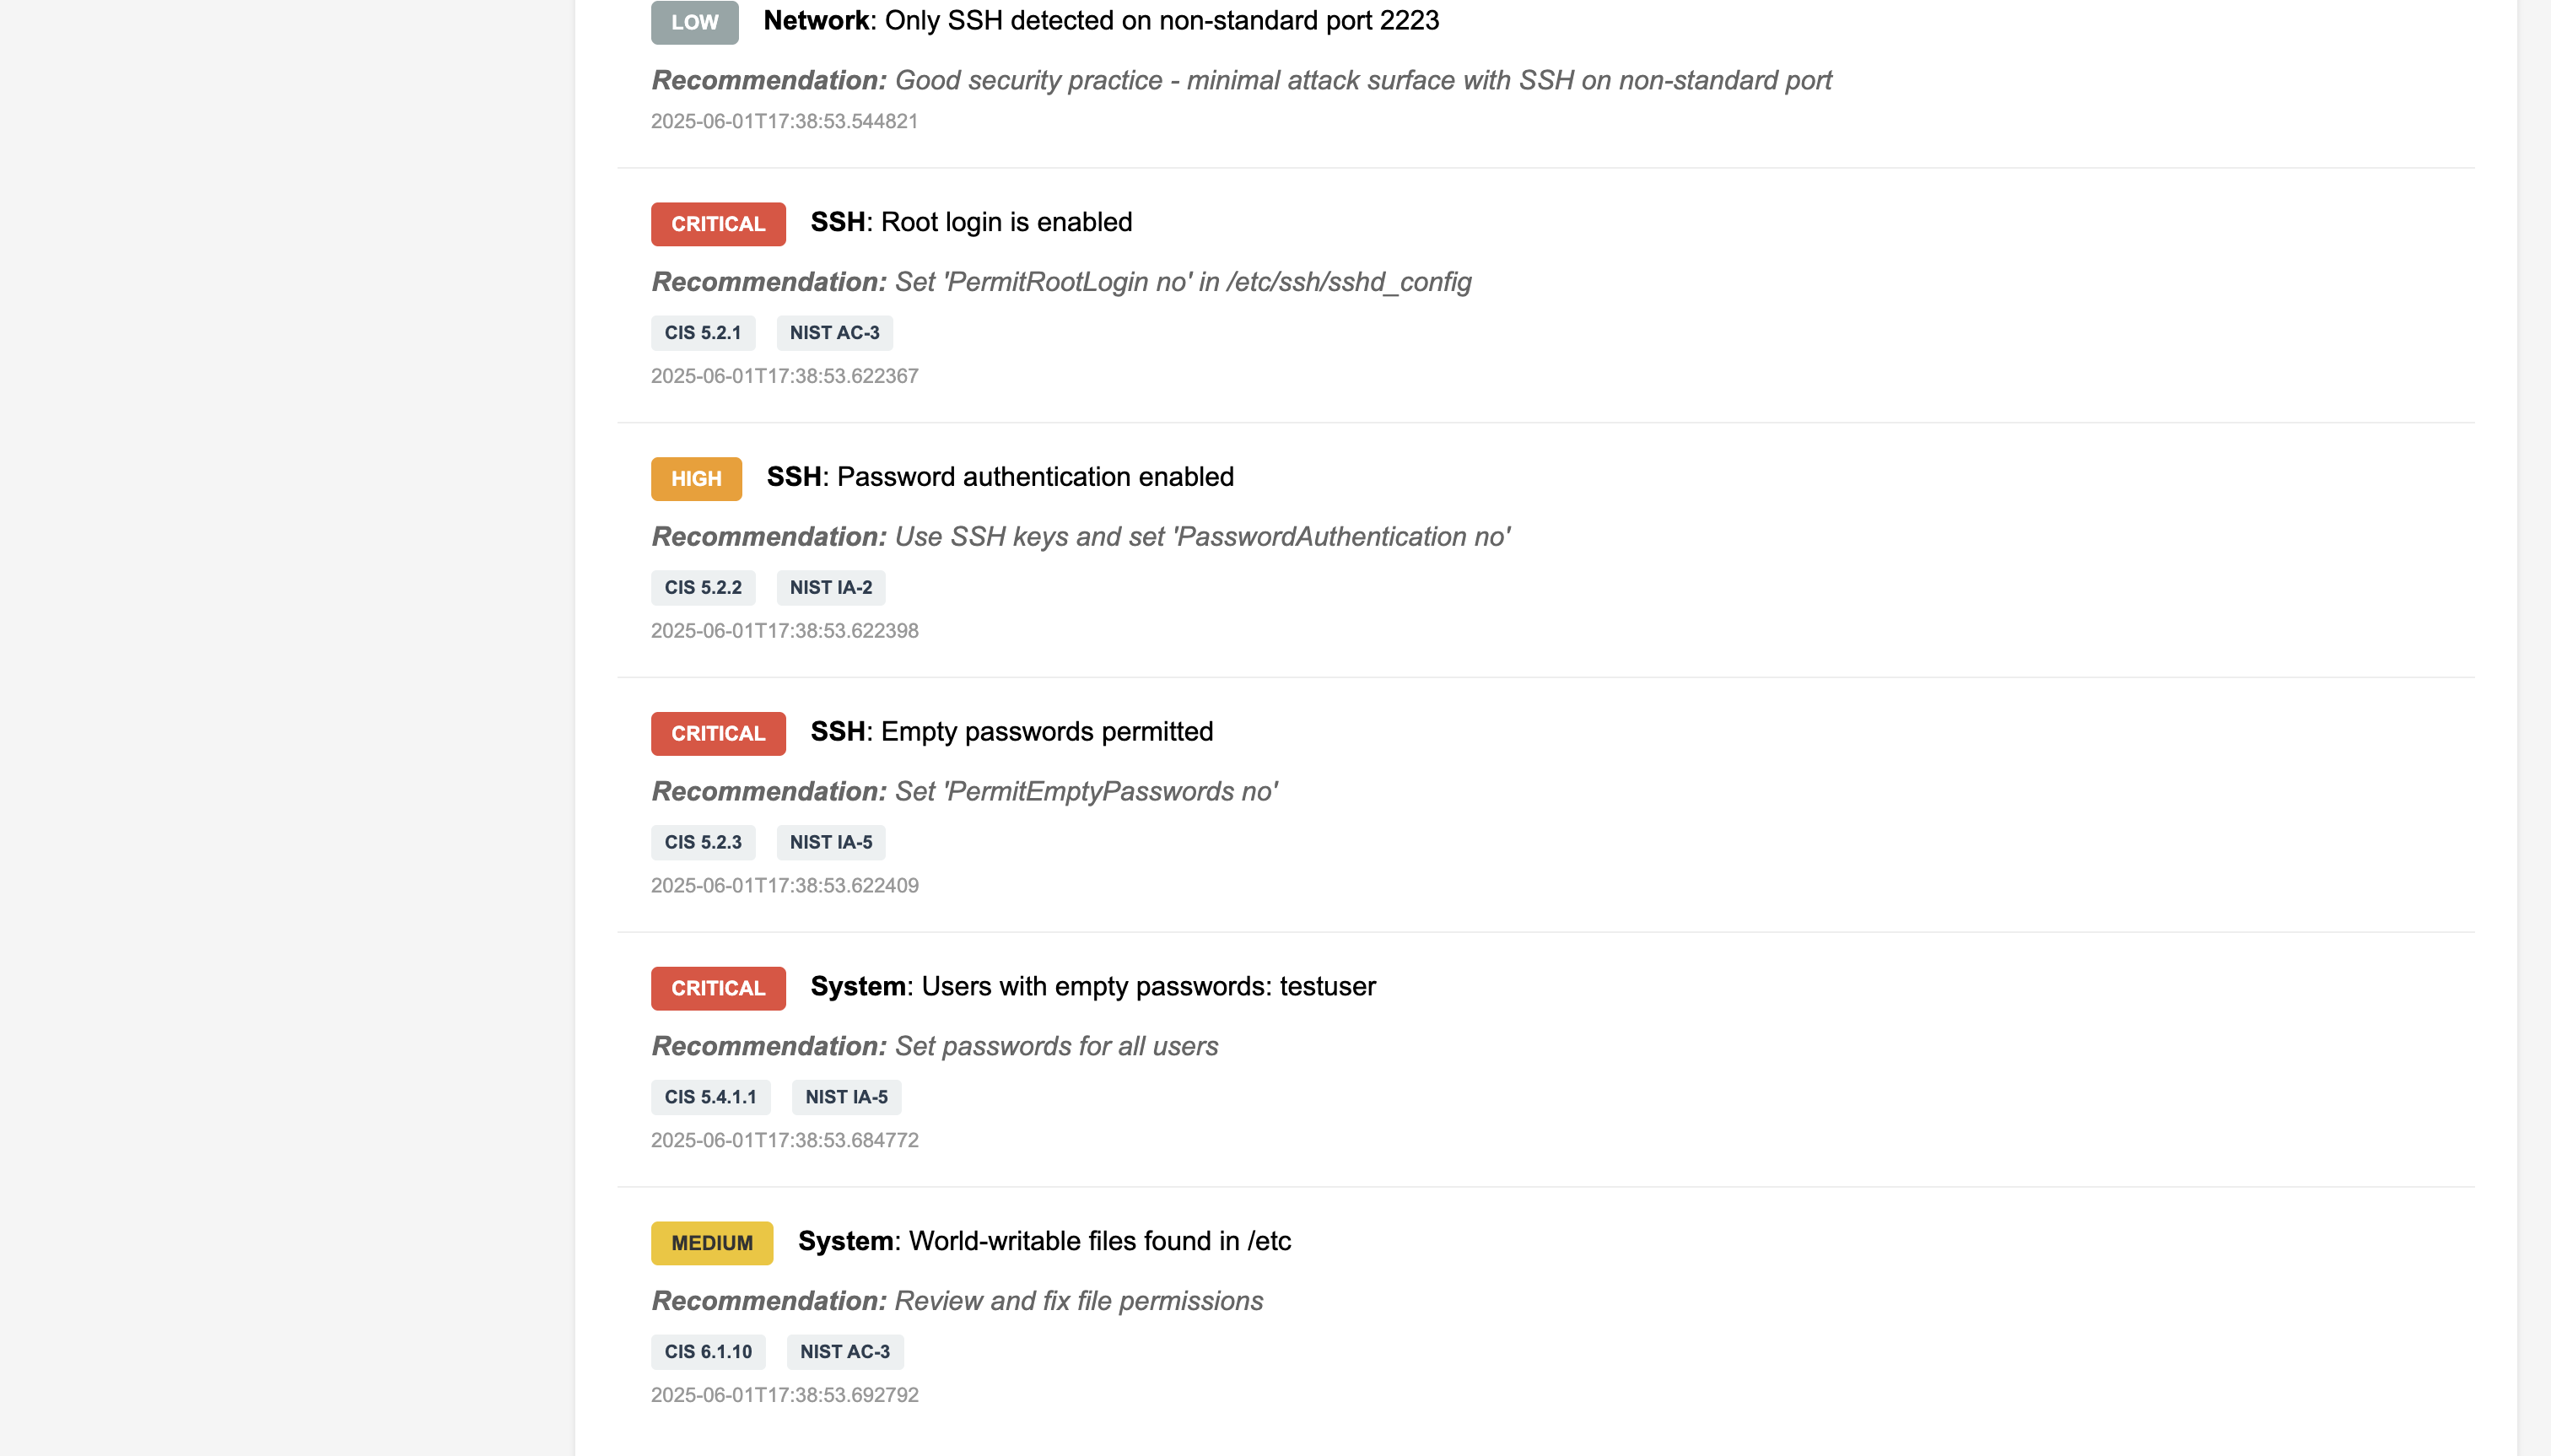 LOW Network: Only SSH detected on non-standard port 2223
Recommendation: Good security practice - minimal attack surface with SSH on non-standard port
2025-06-01T17:38:53.544821
CRITICAL SSH: Root login is enabled
Recommendation: Set 'PermitRootLogin no' in /etc/ssh/sshd_config
CIS 5.2.1 NIST AC-3
2025-06-01T17:38:53.622367
HIGH SSH: Password authentication enabled
Recommendation: Use SSH keys and set 'PasswordAuthentication no'
CIS 5.2.2 NIST IA-2
2025-06-01T17:38:53.622398
CRITICAL SSH: Empty passwords permitted
Recommendation: Set 'PermitEmptyPasswords no'
CIS 5.2.3 NIST IA-5
2025-06-01T17:38:53.622409
CRITICAL System: Users with empty passwords: testuser
Recommendation: Set passwords for all users
CIS 5.4.1.1 NIST IA-5
2025-06-01T17:38:53.684772
MEDIUM System: World-writable files found in /etc
Recommendation: Review and fix file permissions
CIS 6.1.10 NIST AC-3
2025-06-01T17:38:53.692792